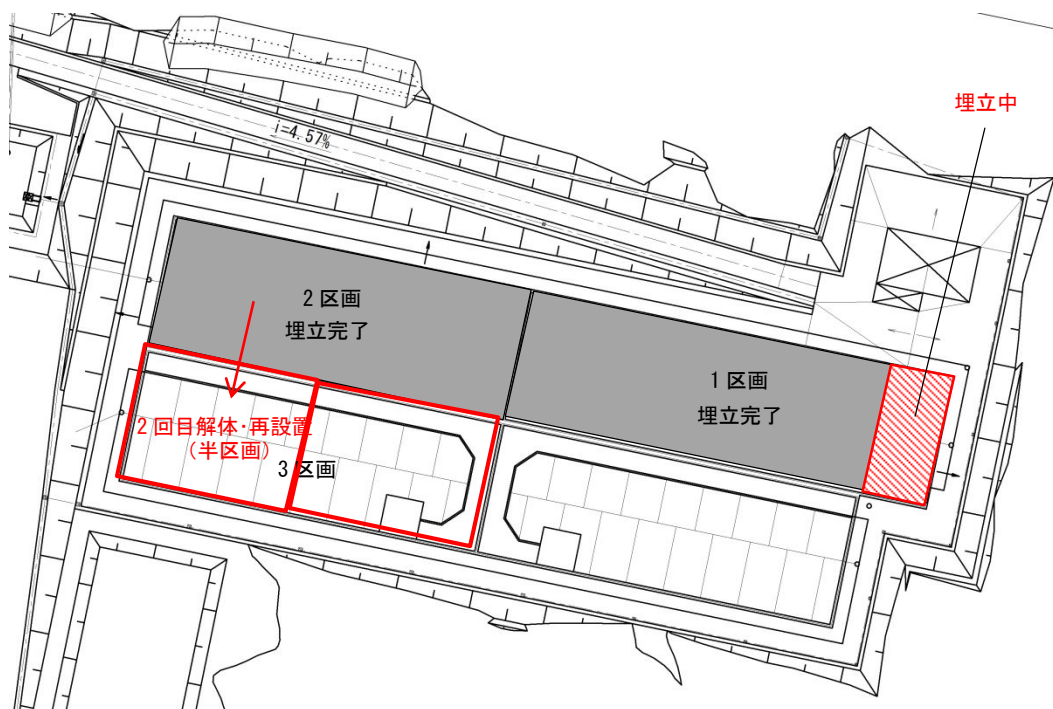 埋立中
i=4.57%
2 区画
埋立完了
1 区画
埋立完了
2 回目解体・再設置
(半区画)
3 区画